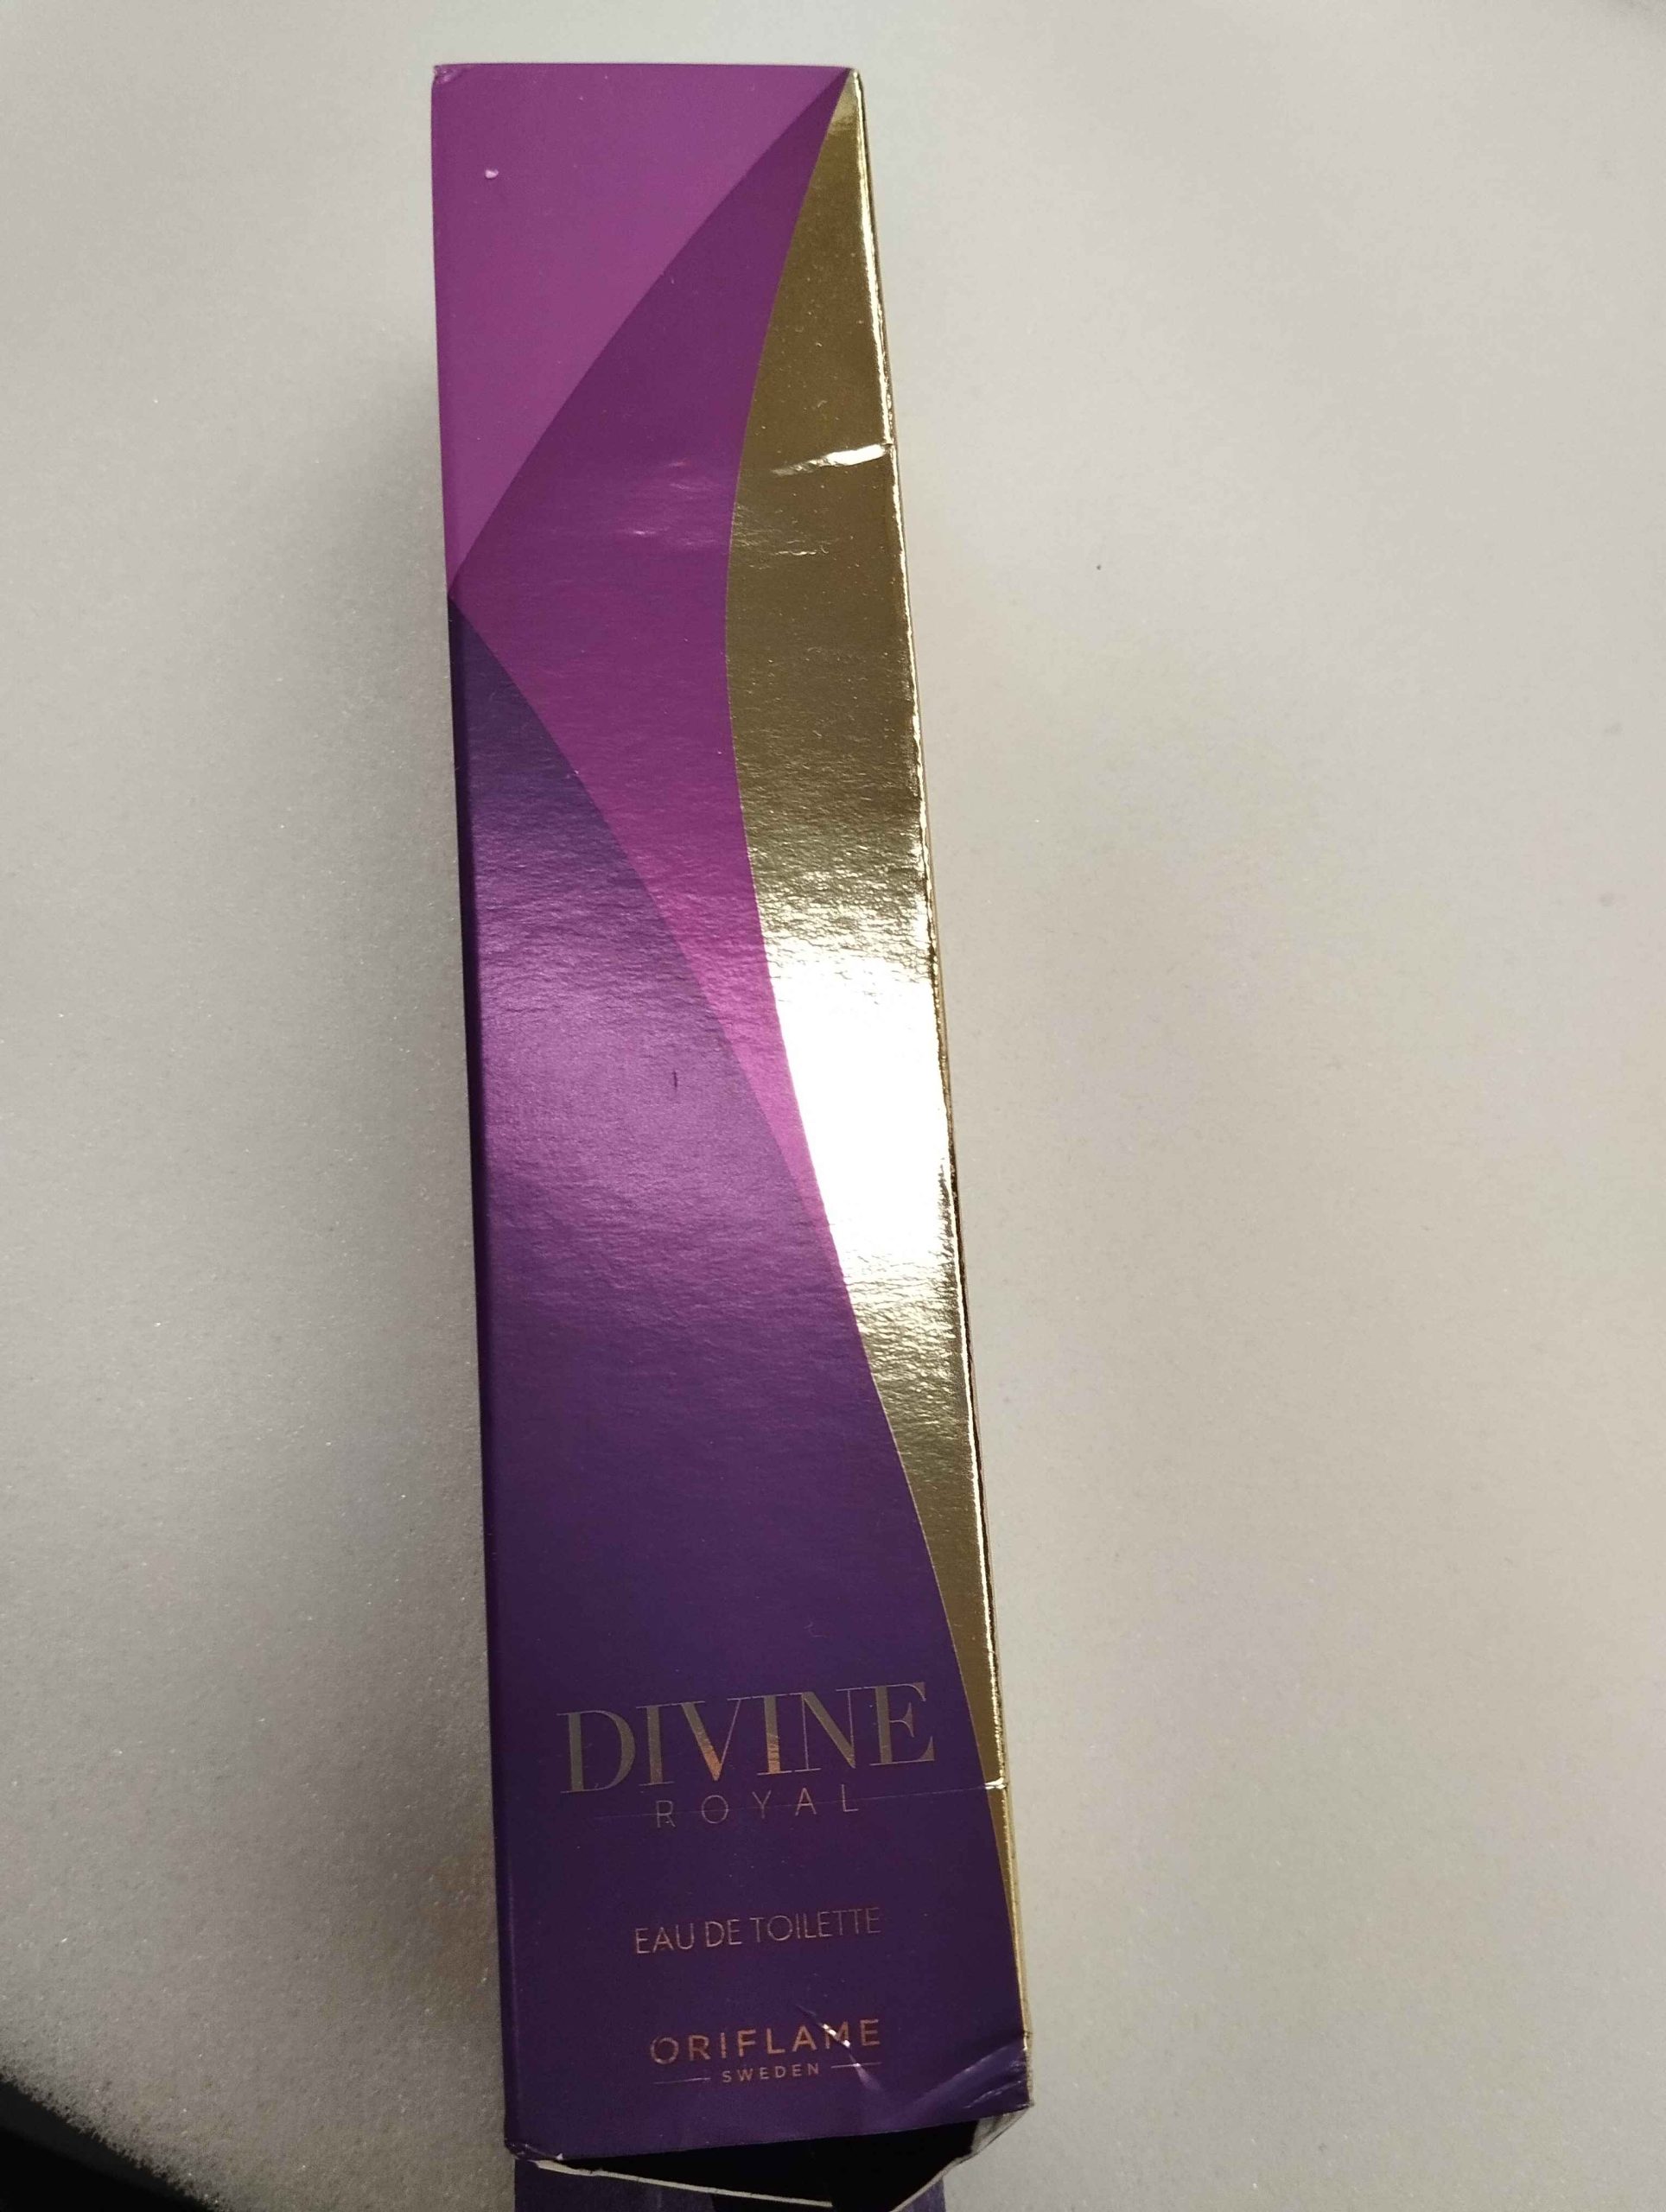 DIVINE
ROYAL
EAU DE TOILETTE
ORIFLAME
SWEDEN